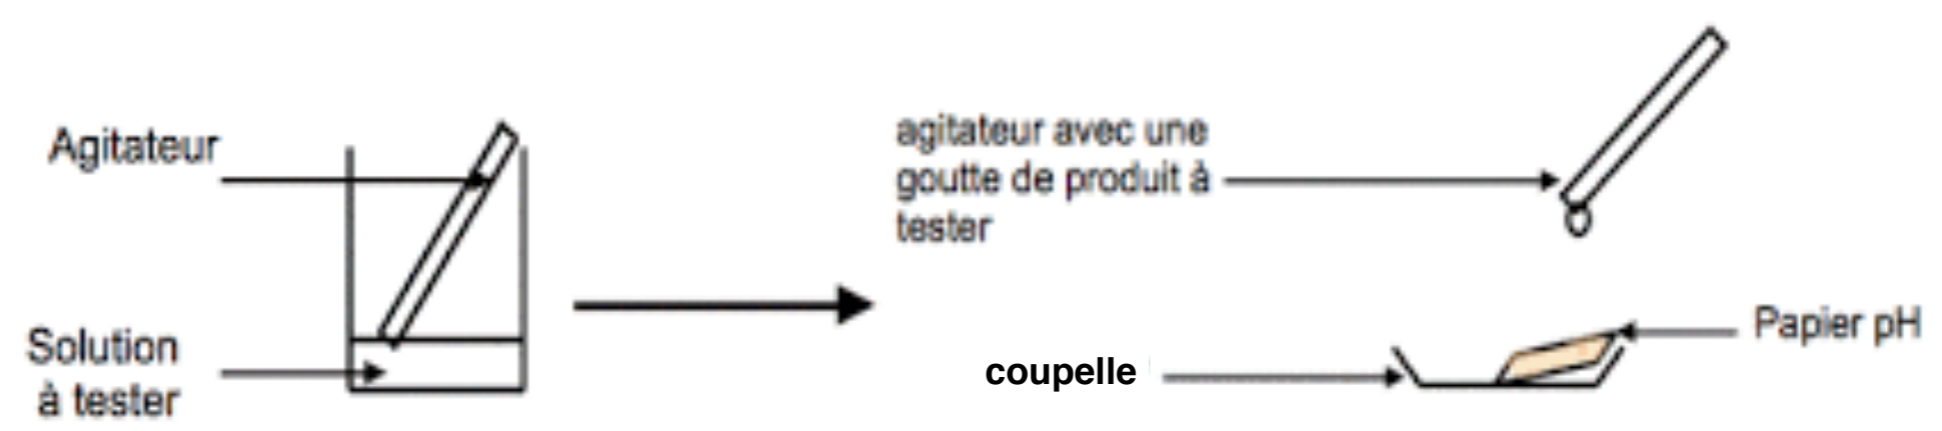 Agitateur
Solution
à tester
agitateur avec une
goutte de produit à
tester
coupelle
Papier pH